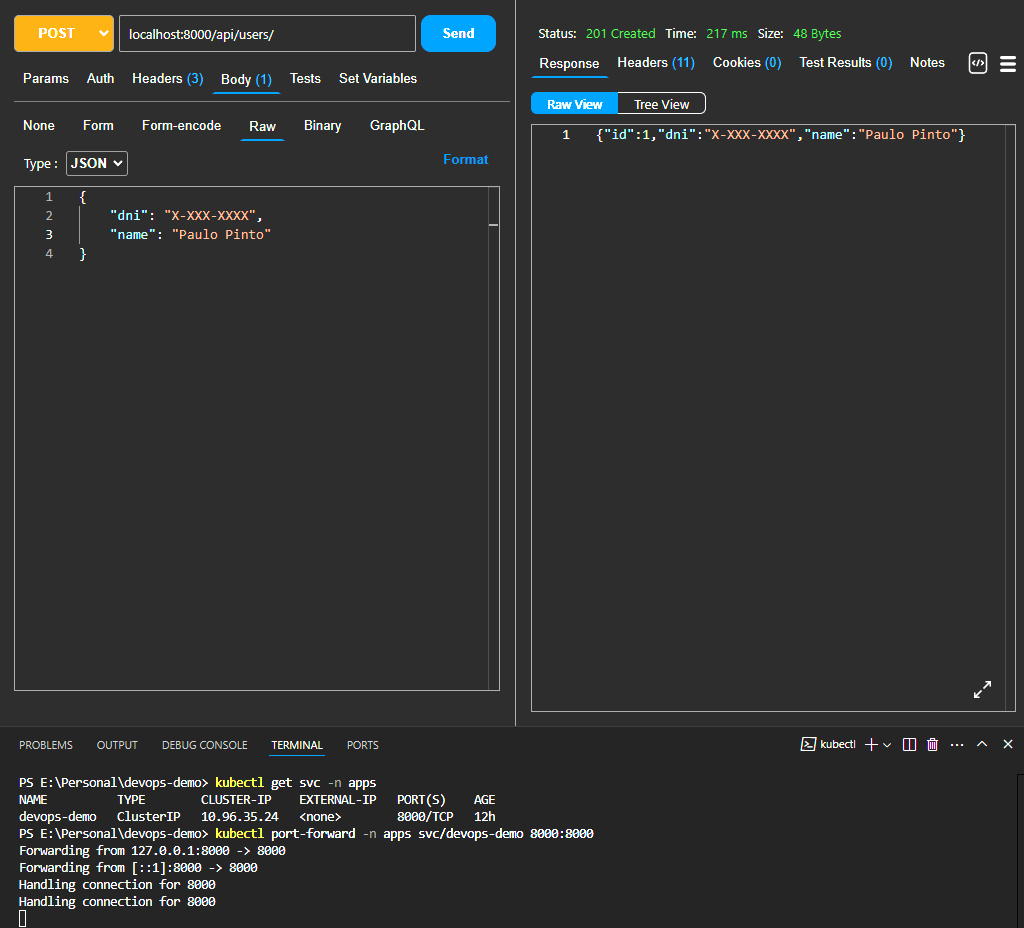 POST
localhost:8000/api/users/
Send
Params Auth Headers (3) Body (1) Tests Set Variables
None Form Form-encode Raw Binary GraphQL
Type : JSON
Format
1 {
2 "dni": "X-XXX-XXXX",
3 "name": "Paulo Pinto"
4 }
Status: 201 Created Time: 217 ms Size: 48 Bytes
Response Headers (11) Cookies (0) Test Results (0) Notes
Raw View Tree View
1 {"id":1,"dni":"X-XXX-XXXX","name":"Paulo Pinto"}
PROBLEMS OUTPUT DEBUG CONSOLE TERMINAL PORTS
kubectl
PS E:\Personal\devops-demo> kubectl get svc -n apps
NAME TYPE CLUSTER-IP EXTERNAL-IP PORT(S) AGE
devops-demo ClusterIP 10.96.35.24 <none> 8000/TCP 12h
PS E:\Personal\devops-demo> kubectl port-forward -n apps svc/devops-demo 8000:8000
Forwarding from 127.0.0.1:8000 -> 8000
Forwarding from [::1]:8000 -> 8000
Handling connection for 8000
Handling connection for 8000